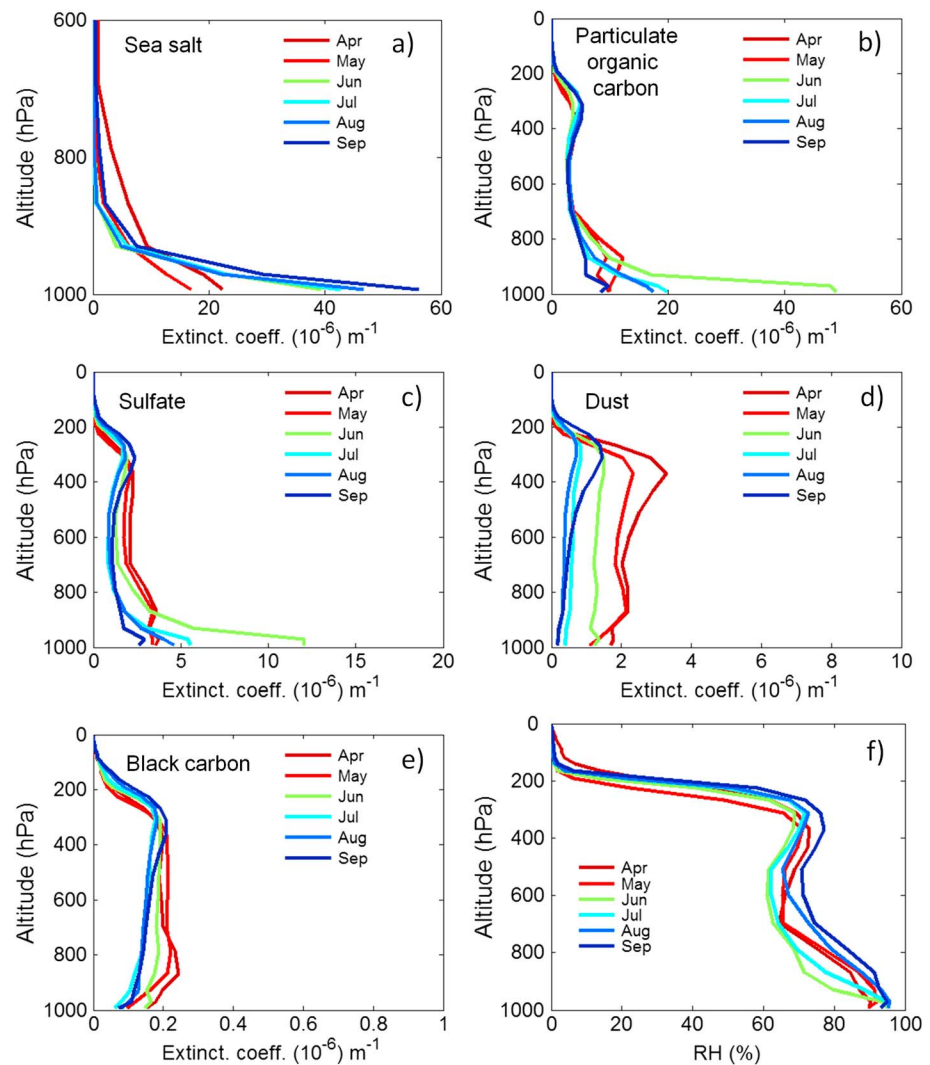 Sea salt
a)
Apr
May
Jun
Jul
Aug
Sep
600
800
1000
0
20
40
60
Altitude (hPa)
Extinct. coeff. (10⁻⁶) m⁻¹
Particulate
organic
carbon
b)
Apr
May
Jun
Jul
Aug
Sep
0
200
400
600
800
1000
0
20
40
60
Altitude (hPa)
Extinct. coeff. (10⁻⁶) m⁻¹
Sulfate
c)
Apr
May
Jun
Jul
Aug
Sep
0
200
400
600
800
1000
0
5
10
15
20
Altitude (hPa)
Extinct. coeff. (10⁻⁶) m⁻¹
Dust
d)
Apr
May
Jun
Jul
Aug
Sep
0
200
400
600
800
1000
0
2
4
6
8
10
Altitude (hPa)
Extinct. coeff. (10⁻⁶) m⁻¹
Black carbon
e)
Apr
May
Jun
Jul
Aug
Sep
0
200
400
600
800
1000
0
0.2
0.4
0.6
0.8
1
Altitude (hPa)
Extinct. coeff. (10⁻⁶) m⁻¹
f)
Apr
May
Jun
Jul
Aug
Sep
0
200
400
600
800
1000
0
20
40
60
80
100
Altitude (hPa)
RH (%)